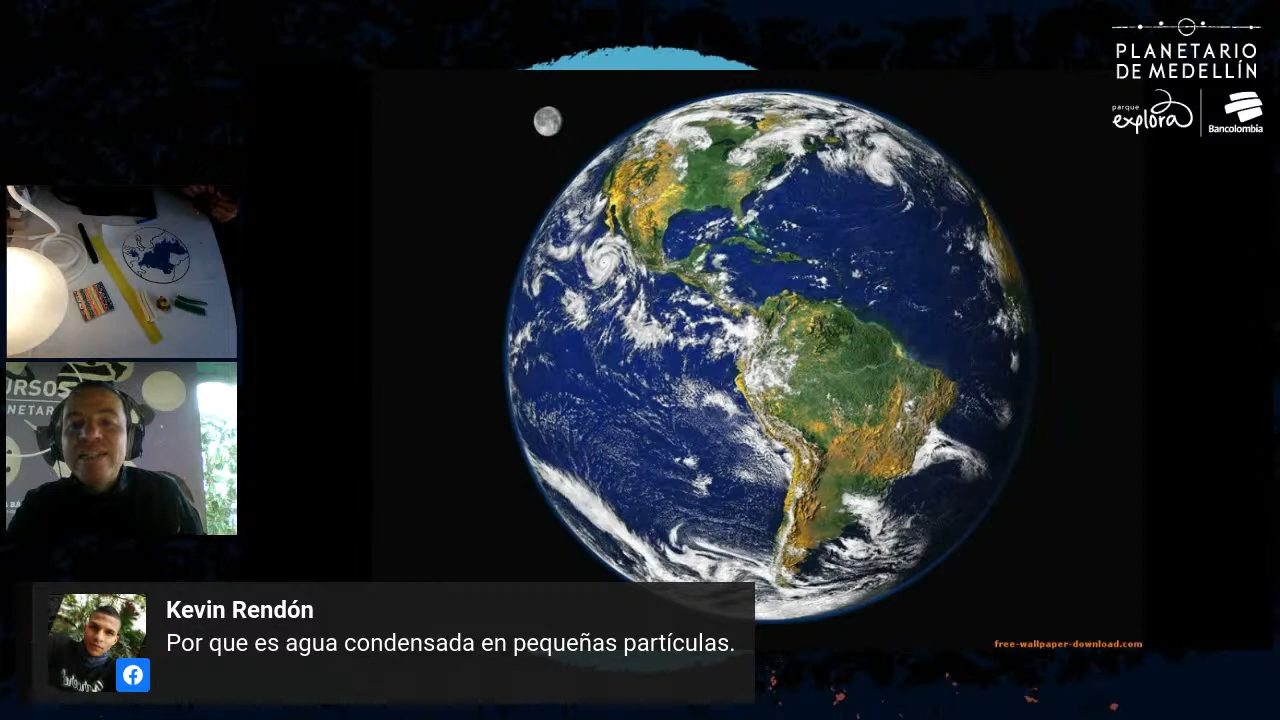 PLANETARIO
DE MEDELLÍN
parque
explora
Bancolombia
URSOS
Kevin Rendón
Por que es agua condensada en pequeñas partículas.
free-wallpaper-download.com